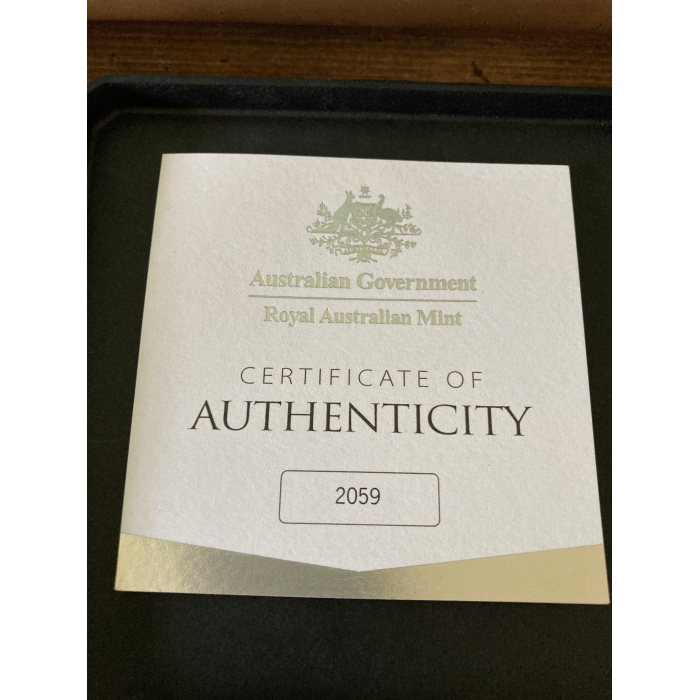 Australian Government
Royal Australian Mint
CERTIFICATE OF
AUTHENTICITY
2059